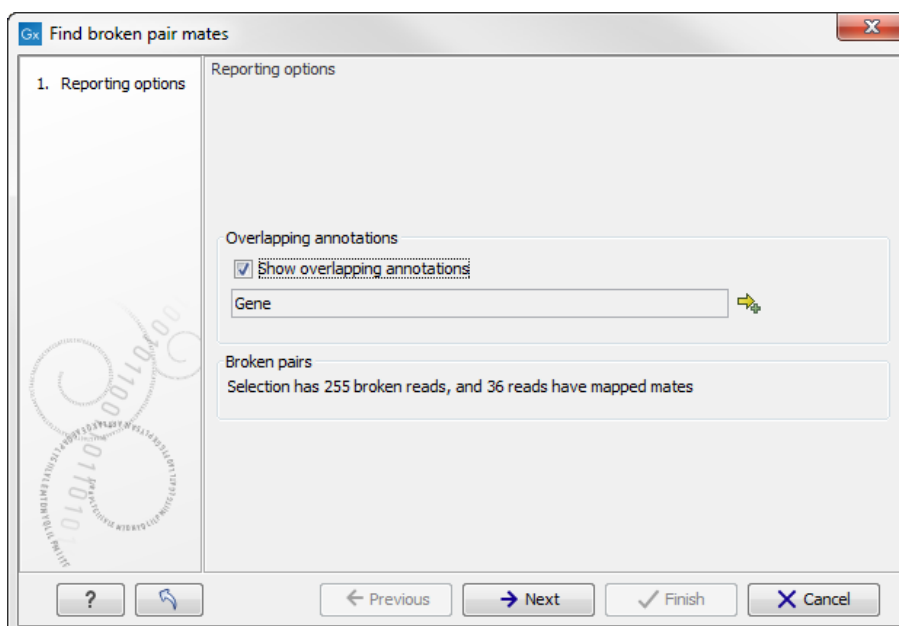 Gx Find broken pair mates
X
1. Reporting options
Reporting options
Overlapping annotations
Show overlapping annotations
Gene
Broken pairs
Selection has 255 broken reads, and 36 reads have mapped mates
? Previous Next Finish Cancel